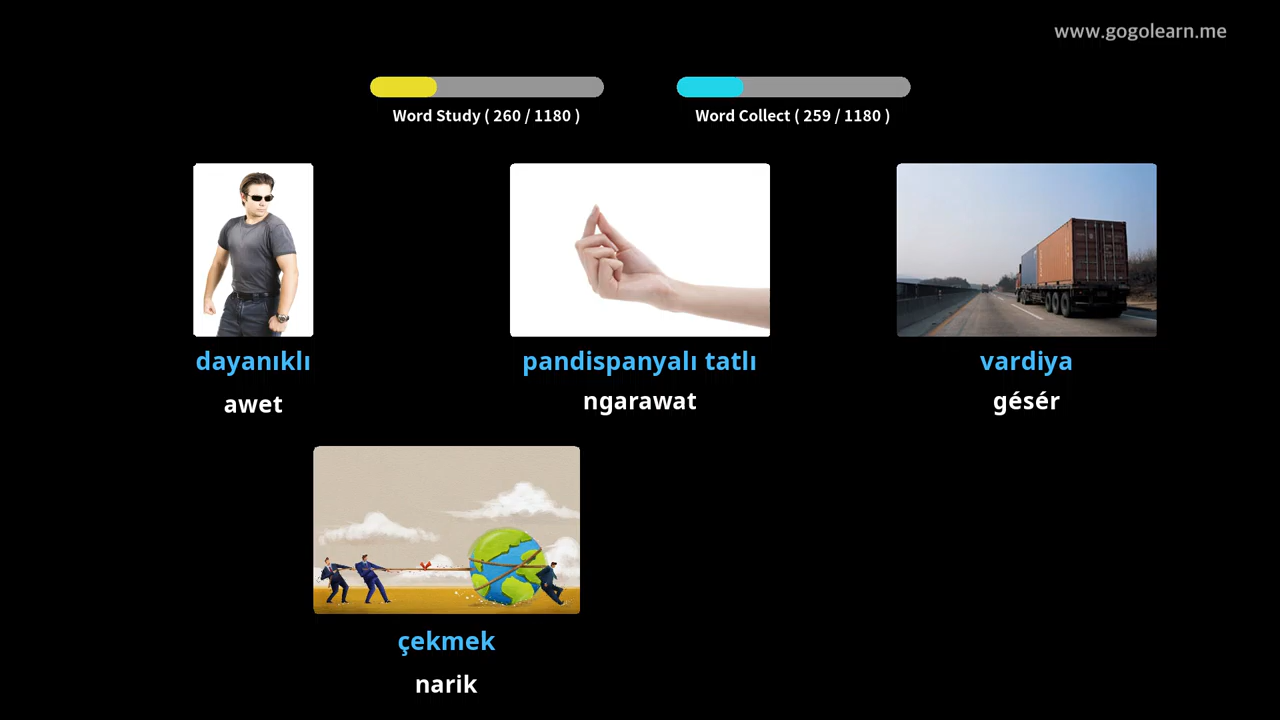 www.gogolearn.me
Word Study ( 260 / 1180 )
Word Collect ( 259 / 1180 )
dayanıklı
awet
pandispanyalı tatlı
ngarawat
vardiya
gésér
çekmek
narik